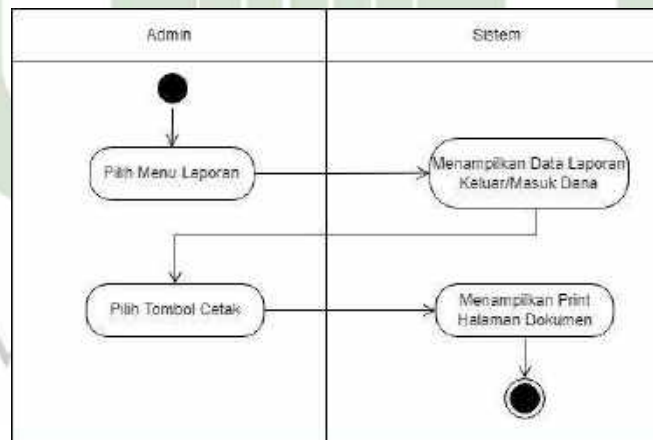 Admin
Sistem
Pilih Menu Laporan
Menampilkan Data Laporan
Keluar/Masuk Dana
Pilih Tombol Cetak
Menampilkan Print
Halaman Dokumen